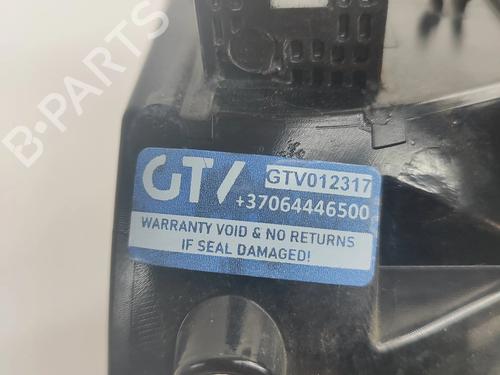 B-PARTS
GTV
GTV012317
+37064446500
WARRANTY VOID & NO RETURNS
IF SEAL DAMAGED!